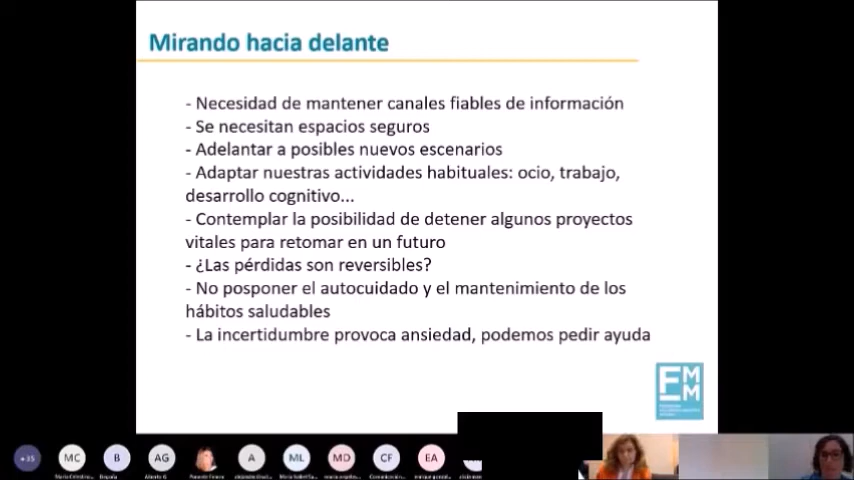 Mirando hacia delante
- Necesidad de mantener canales fiables de información
- Se necesitan espacios seguros
- Adelantar a posibles nuevos escenarios
- Adaptar nuestras actividades habituales: ocio, trabajo,
desarrollo cognitivo...
- Contemplar la posibilidad de detener algunos proyectos
vitales para retomar en un futuro
- ¿Las pérdidas son reversibles?
- No posponer el autocuidado y el mantenimiento de los
hábitos saludables
- La incertidumbre provoca ansiedad, podemos pedir ayuda
FMM
+35 MC B AG A ML MD CF EA